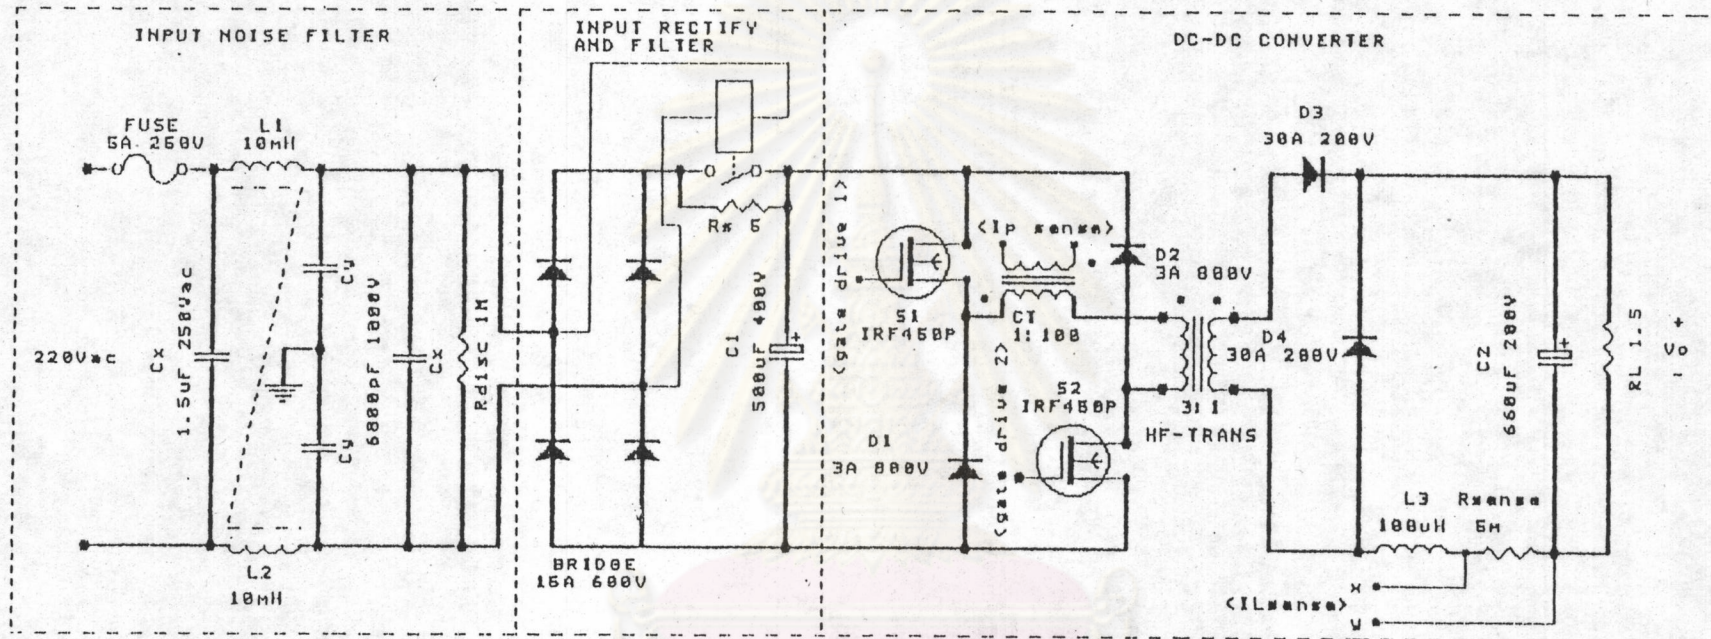 INPUT NOISE FILTER
FUSE
5A 250V
L1
10mH
220Vac
Cx
1.5uF 250Vac
Cy
Cy
6800pF 1000V
Cx
Rdisc 1M
L2
10mH
INPUT RECTIFY
AND FILTER
Rs 5
C1
500uF 400V
BRIDGE
15A 600V
DC-DC CONVERTER
<gate drive 1>
S1
IRF450P
<Ip sense>
CT
1:100
D1
3A 800V
<gate drive 2>
S2
IRF450P
D2
3A 800V
3:1
HF-TRANS
D3
30A 200V
D4
30A 200V
C2
660uF 200V
RL 1.5
+
Vo
-
L3
100uH
Rsense
5m
<ILsense>
x
y